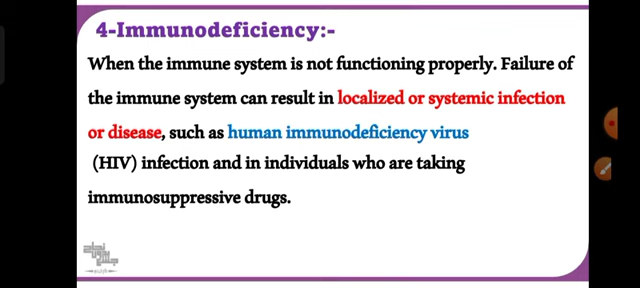 4-Immunodeficiency:-
When the immune system is not functioning properly. Failure of
the immune system can result in localized or systemic infection
or disease, such as human immunodeficiency virus
(HIV) infection and in individuals who are taking
immunosuppressive drugs.